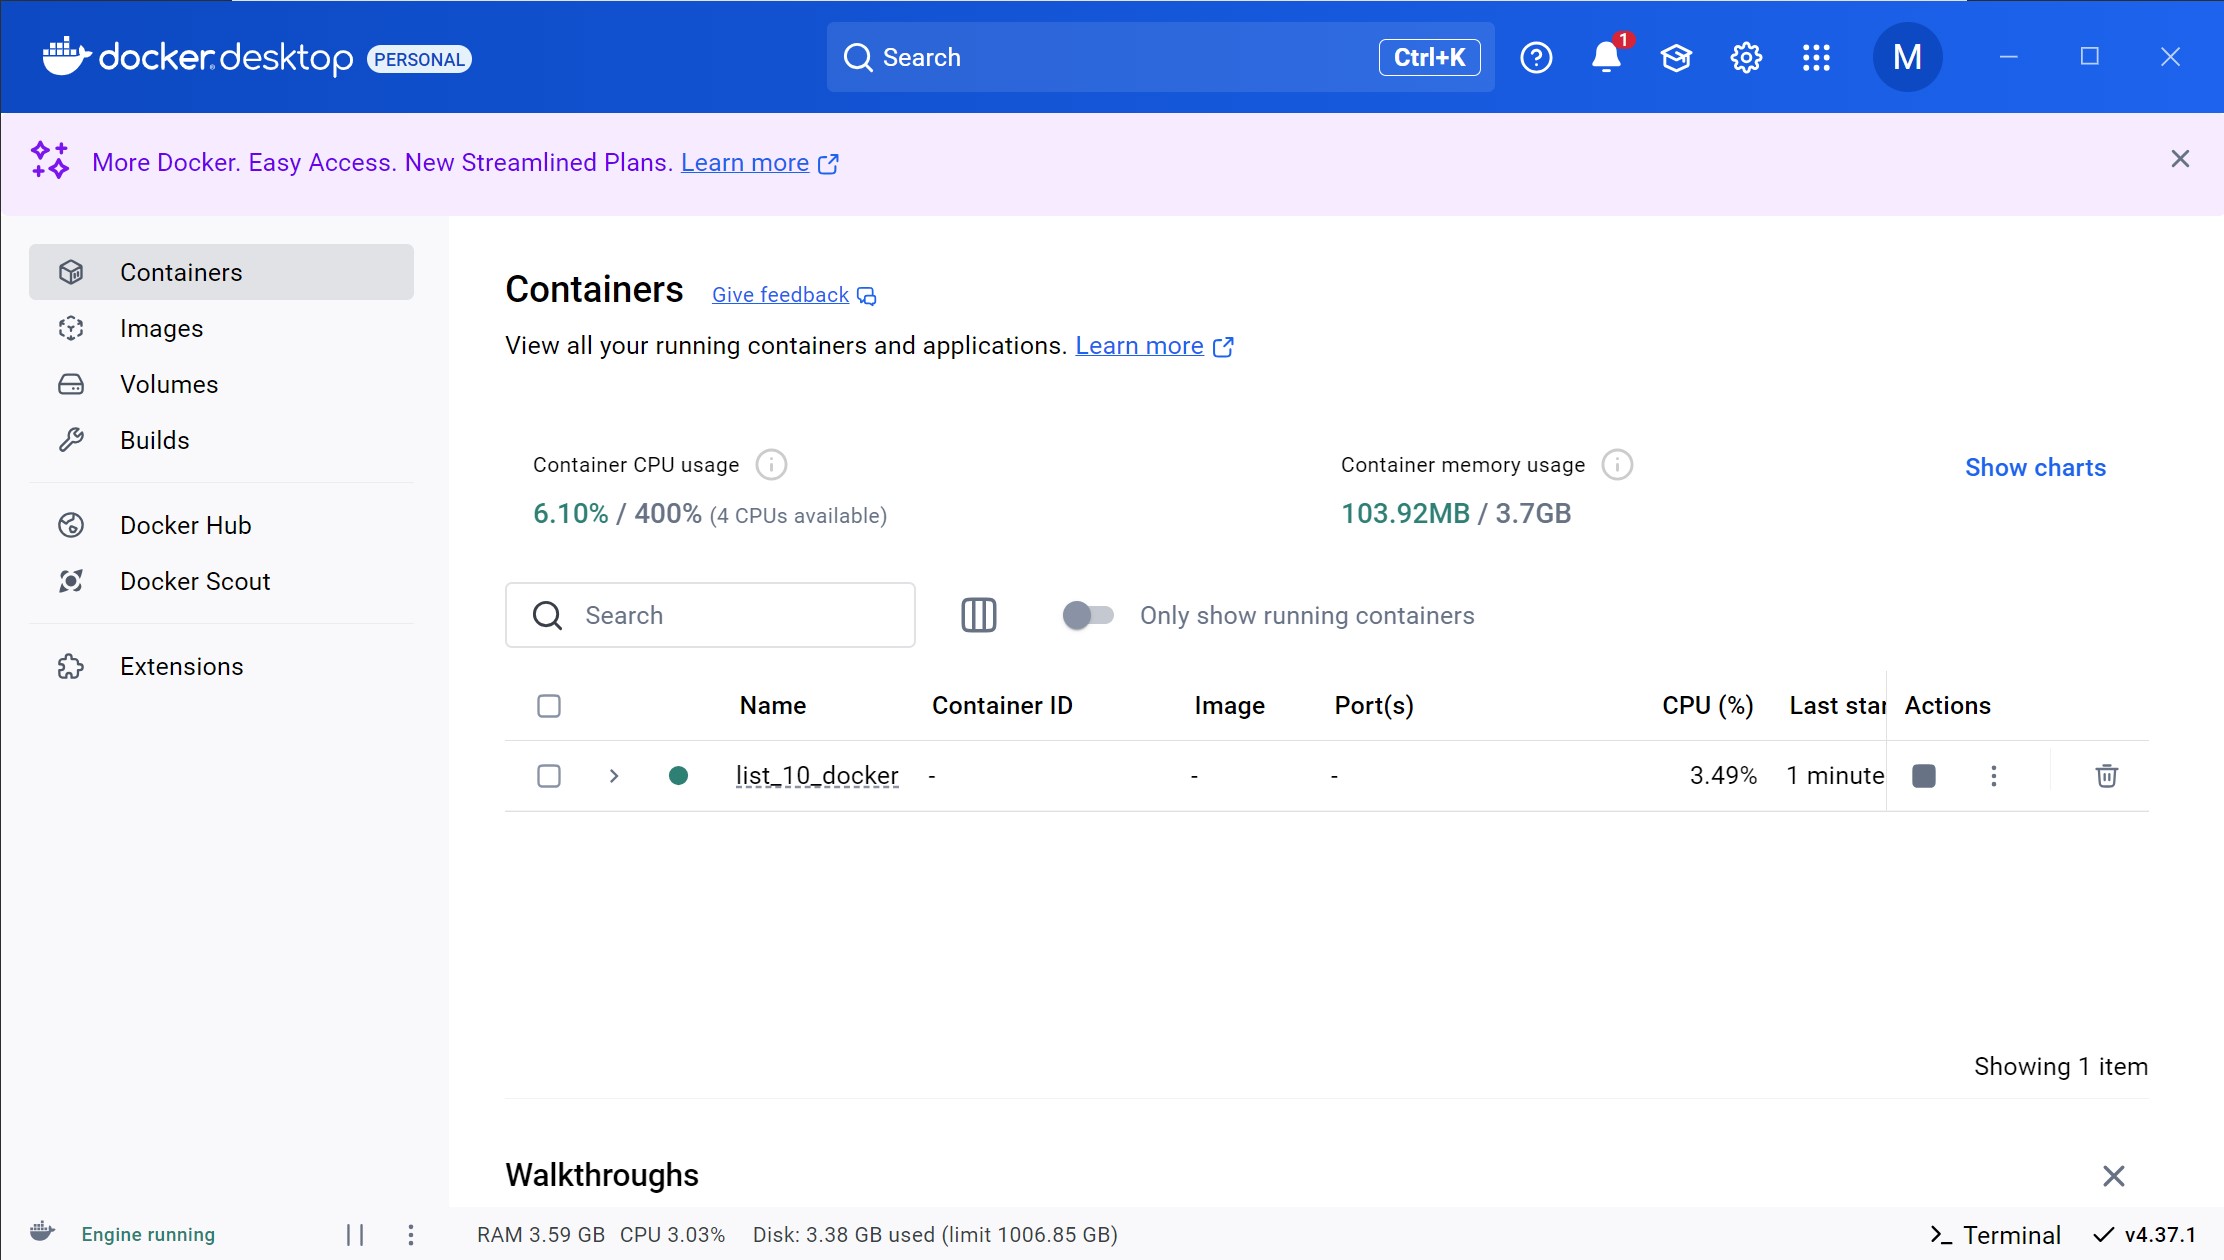 docker desktop PERSONAL
Search Ctrl+K
1
M
More Docker. Easy Access. New Streamlined Plans. Learn more
Containers
Images
Volumes
Builds
Docker Hub
Docker Scout
Extensions
Containers Give feedback
View all your running containers and applications. Learn more
Container CPU usage
6.10% / 400% (4 CPUs available)
Container memory usage
103.92MB / 3.7GB
Show charts
Search
Only show running containers
Name Container ID Image Port(s) CPU (%) Last star Actions
list_10_docker - - - 3.49% 1 minute
Showing 1 item
Walkthroughs
Engine running
RAM 3.59 GB CPU 3.03% Disk: 3.38 GB used (limit 1006.85 GB)
Terminal
v4.37.1